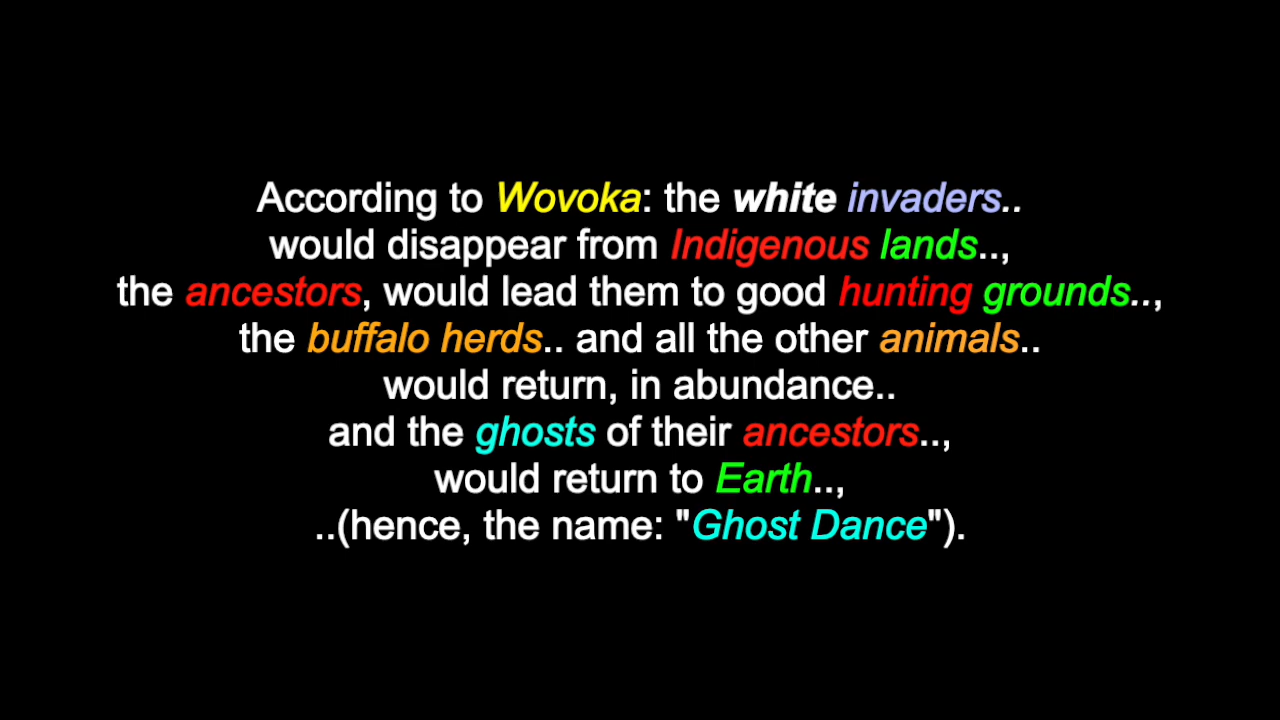 According to Wovoka: the white invaders..
would disappear from Indigenous lands..,
the ancestors, would lead them to good hunting grounds..,
the buffalo herds.. and all the other animals..
would return, in abundance..
and the ghosts of their ancestors..,
would return to Earth..,
..(hence, the name: "Ghost Dance").